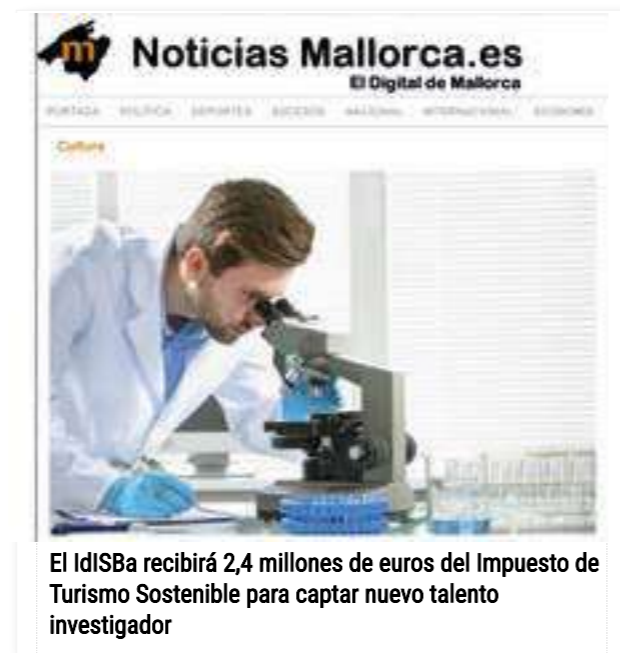 m
Noticias Mallorca.es
El Digital de Mallorca
PORTADA POLÍTICA DEPORTES SUCESOS NACIONAL INTERNACIONAL ECONOMÍA
Cultura
El IdISBa recibirá 2,4 millones de euros del Impuesto de
Turismo Sostenible para captar nuevo talento
investigador